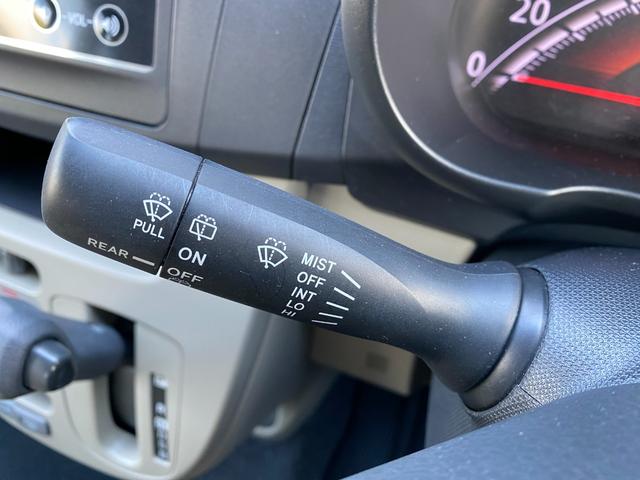 -VOL-
20
0
PULL
REAR
ON
OFF
MIST
OFF
INT
LO
HI